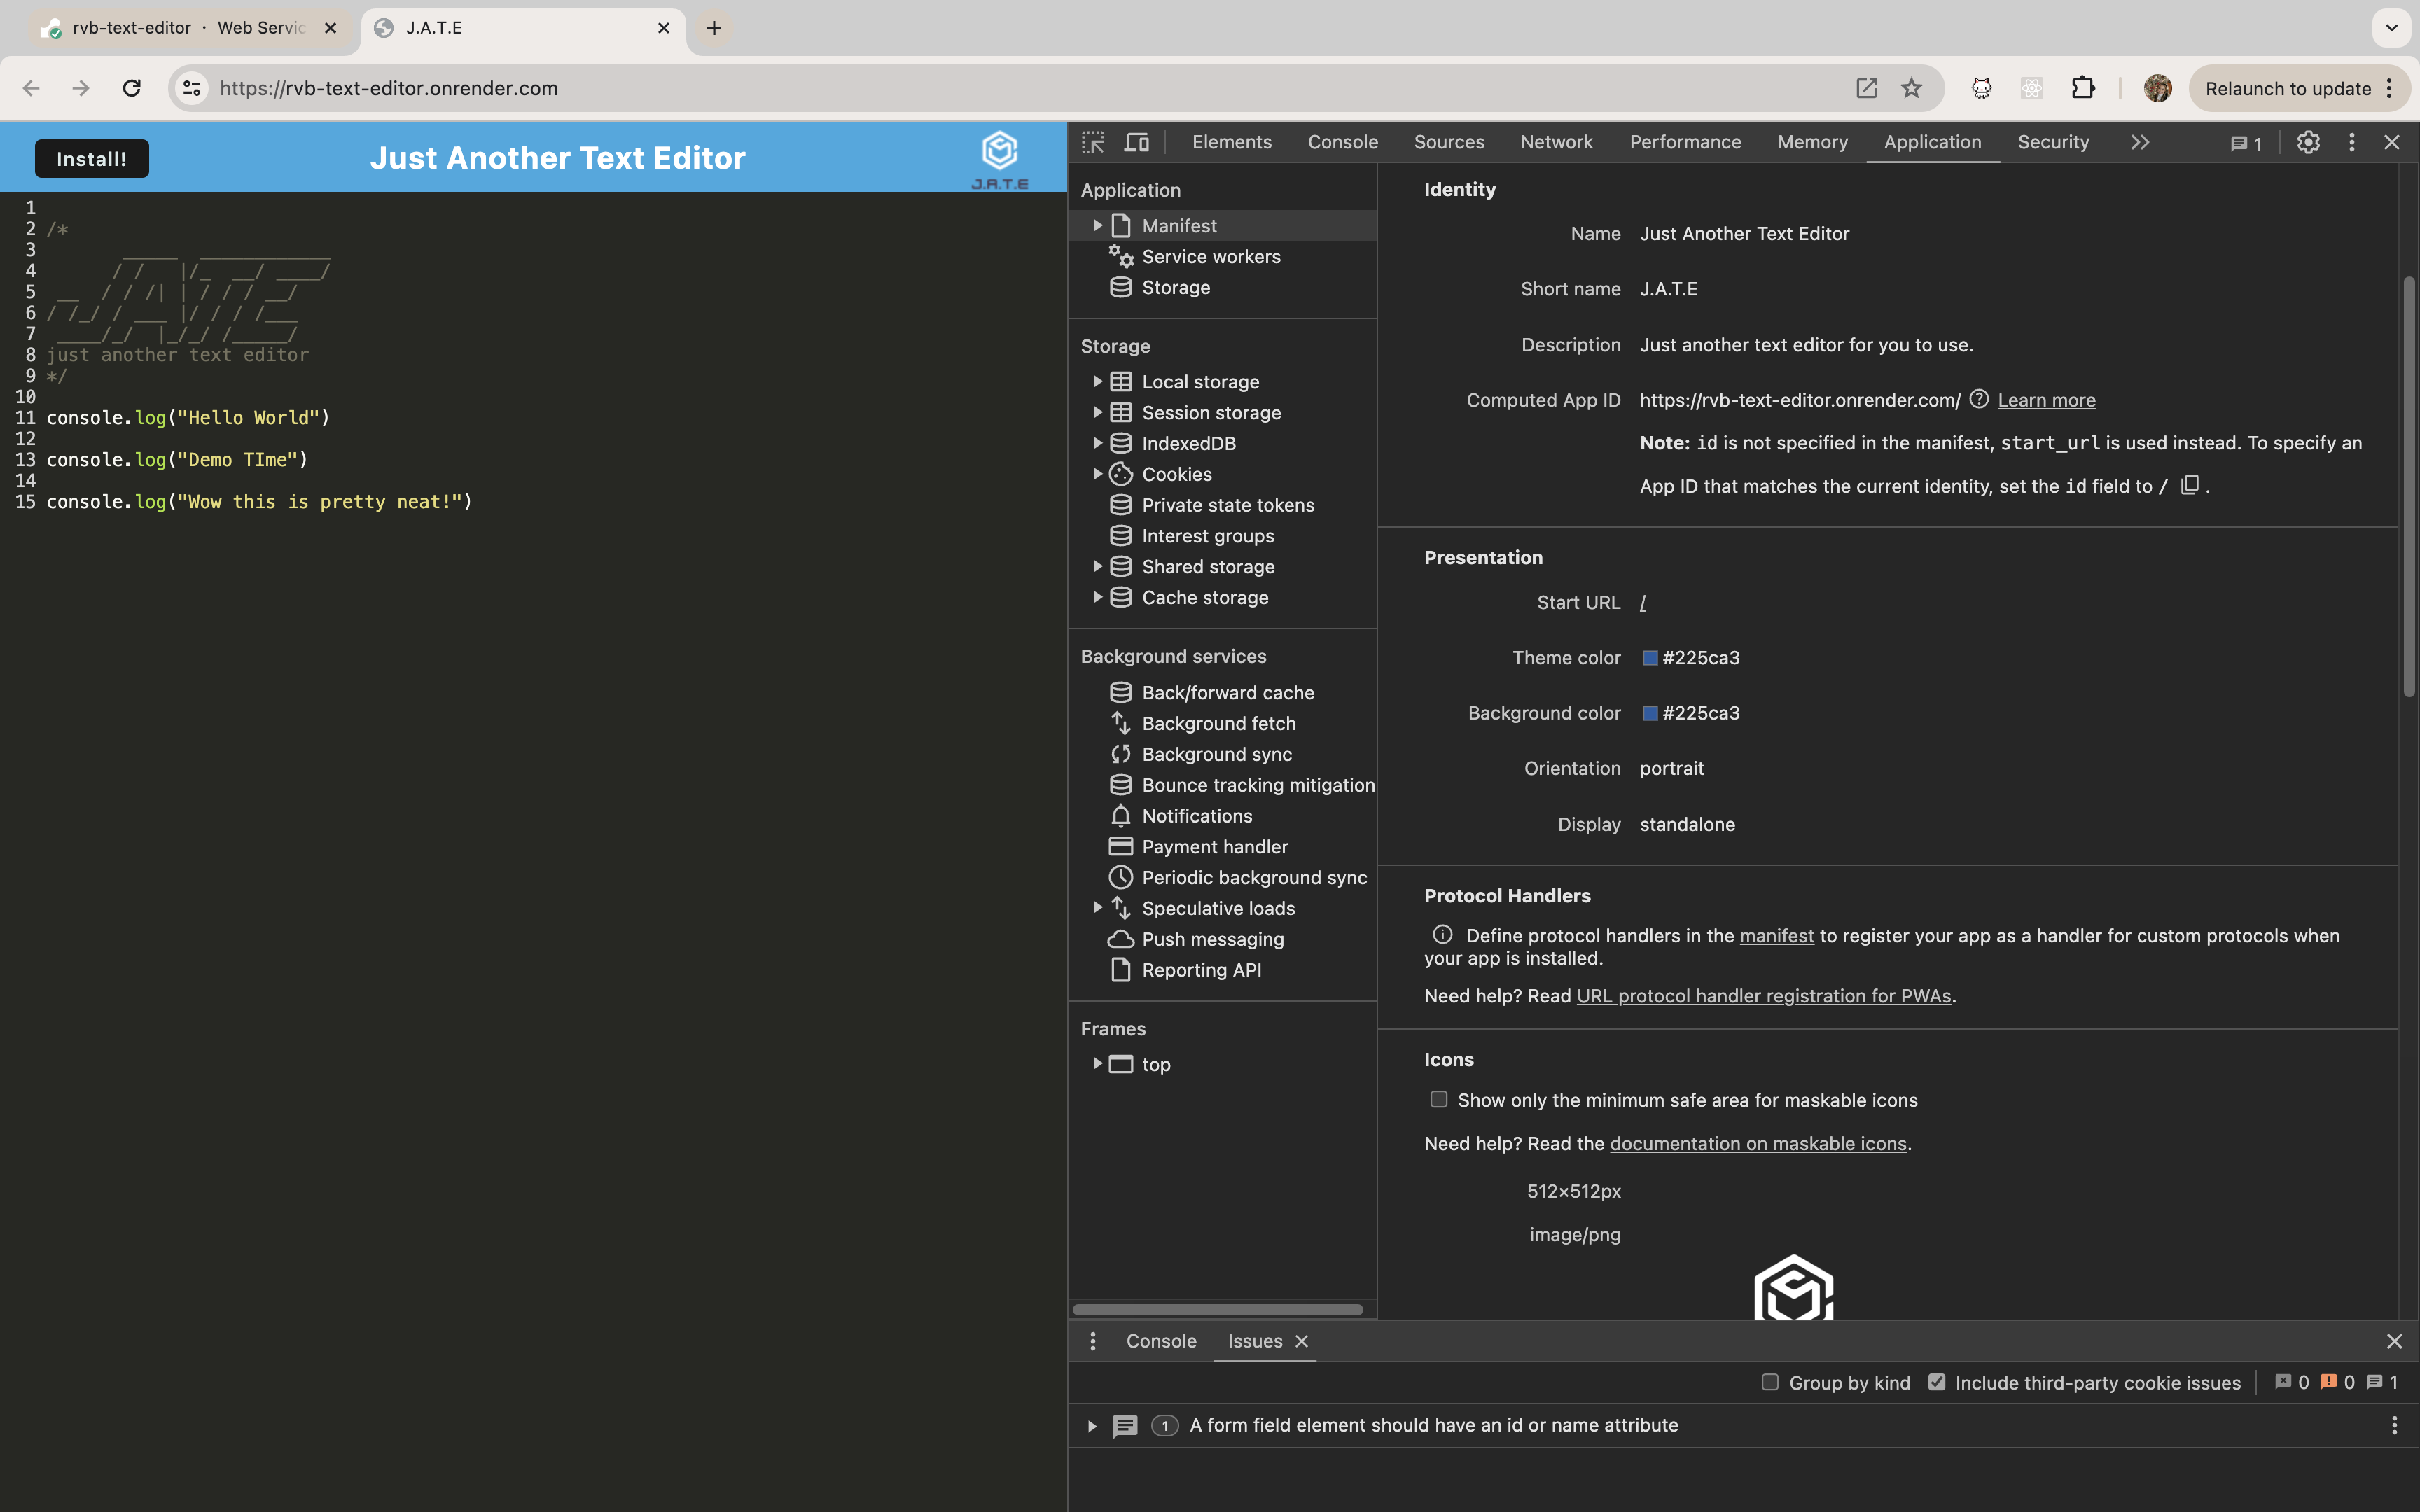 rvb-text-editor · Web Servic
J.A.T.E
https://rvb-text-editor.onrender.com
Relaunch to update
Install!
Just Another Text Editor
J.A.T.E
1
2 /*
3        _____  ____________
4       / /   |/_  __/ ____/
5  __  / / /| | / / / __/
6 / /_/ / ___ |/ / / /___
7  ____/_/  |_/_/ /_____/
8 just another text editor
9 */
10
11 console.log("Hello World")
12
13 console.log("Demo TIme")
14
15 console.log("Wow this is pretty neat!")
Elements Console Sources Network Performance Memory Application Security 1
Application
Manifest
Service workers
Storage
Storage
Local storage
Session storage
IndexedDB
Cookies
Private state tokens
Interest groups
Shared storage
Cache storage
Background services
Back/forward cache
Background fetch
Background sync
Bounce tracking mitigation
Notifications
Payment handler
Periodic background sync
Speculative loads
Push messaging
Reporting API
Frames
top
Identity
Name Just Another Text Editor
Short name J.A.T.E
Description Just another text editor for you to use.
Computed App ID https://rvb-text-editor.onrender.com/ Learn more
Note: id is not specified in the manifest, start_url is used instead. To specify an
App ID that matches the current identity, set the id field to / .
Presentation
Start URL /
Theme color #225ca3
Background color #225ca3
Orientation portrait
Display standalone
Protocol Handlers
Define protocol handlers in the manifest to register your app as a handler for custom protocols when
your app is installed.
Need help? Read URL protocol handler registration for PWAs.
Icons
Show only the minimum safe area for maskable icons
Need help? Read the documentation on maskable icons.
512×512px
image/png
Console Issues
Group by kind Include third-party cookie issues 0 0 1
1 A form field element should have an id or name attribute